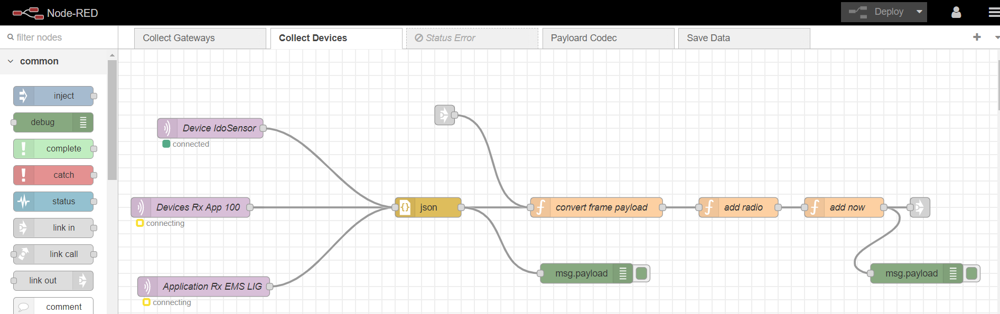 Node-RED
Deploy
filter nodes
Collect Gateways
Collect Devices
Status Error
Payloard Codec
Save Data
common
inject
debug
complete
catch
status
link in
link call
link out
comment
Device IdoSensor
connected
Devices Rx App 100
connecting
json
convert frame payload
add radio
add now
msg.payload
msg.payload
Application Rx EMS LIG
connecting